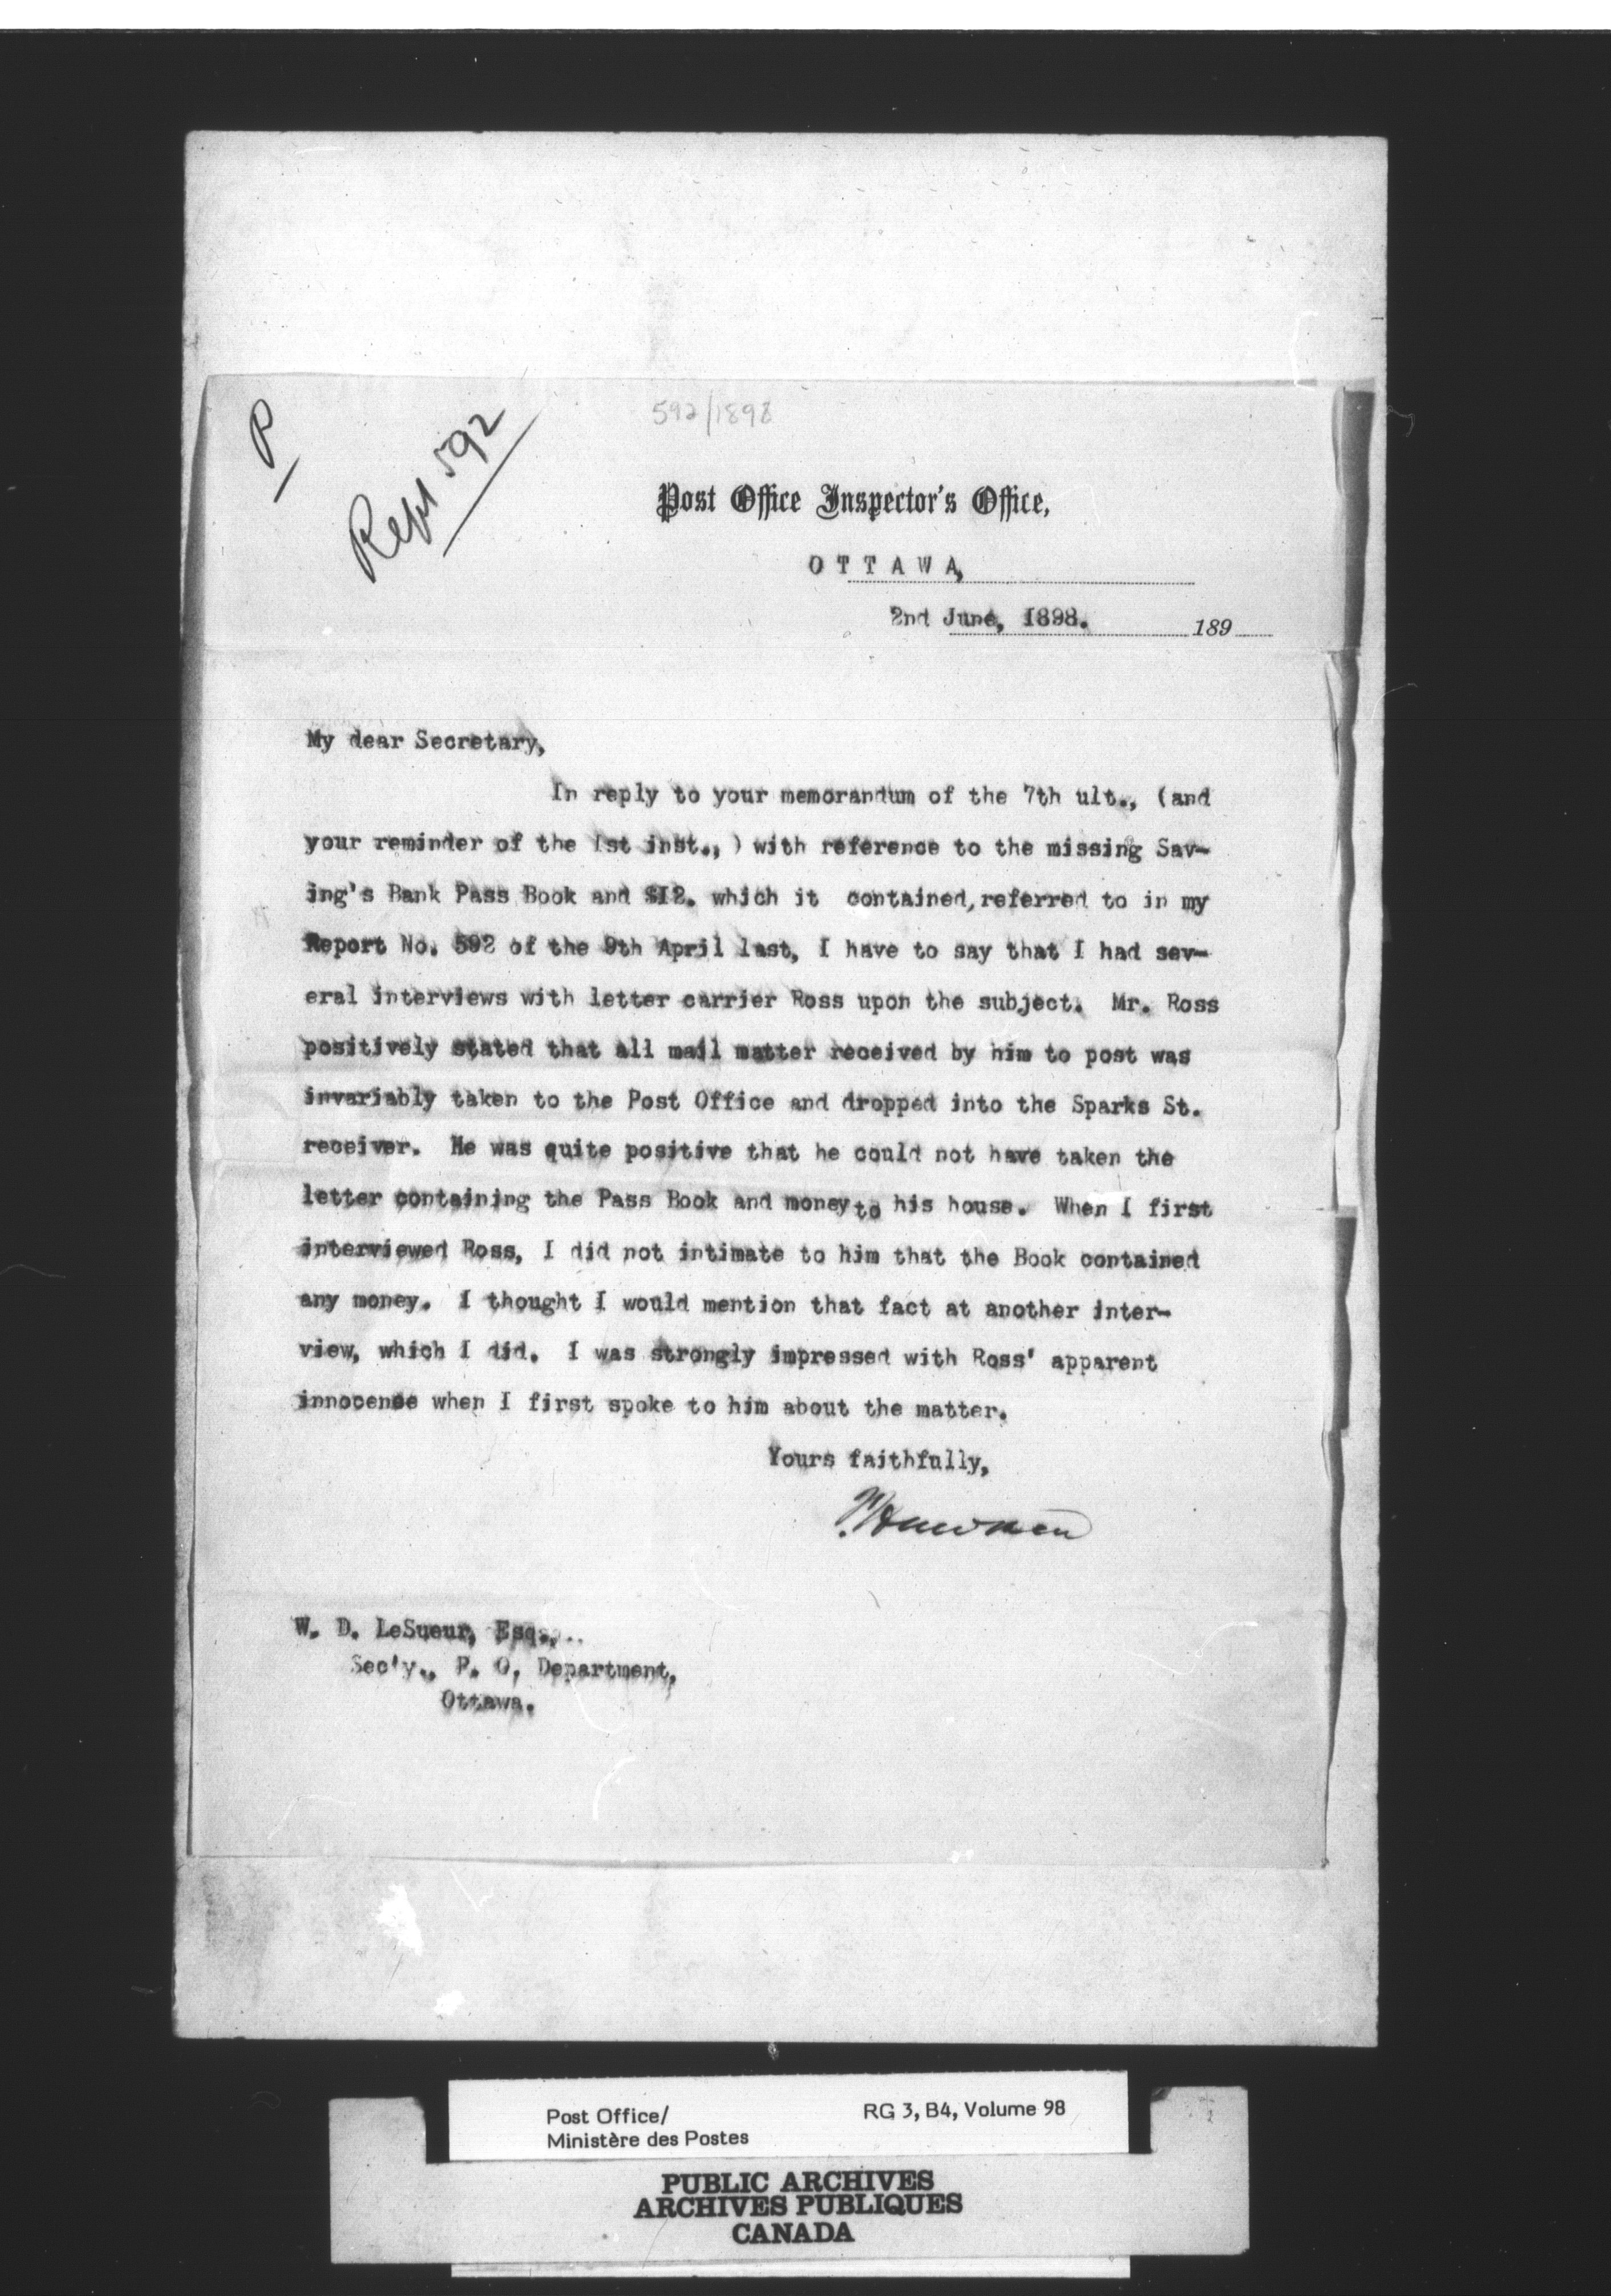 P
Rept 592
592/1898
Post Office Inspector's Office,
OTTAWA,
2nd June, 1898. 189
My dear Secretary,
In reply to your memorandum of the 7th ult., (and
your reminder of the 1st inst.,) with reference to the missing Sav-
ing's Bank Pass Book and $12. which it contained, referred to in my
Report No. 592 of the 9th April last, I have to say that I had sev-
eral interviews with letter carrier Ross upon the subject. Mr. Ross
positively stated that all mail matter received by him to post was
invariably taken to the Post Office and dropped into the Sparks St.
receiver. He was quite positive that he could not have taken the
letter containing the Pass Book and money to his house. When I first
interviewed Ross, I did not intimate to him that the Book contained
any money. I thought I would mention that fact at another inter-
view, which I did. I was strongly impressed with Ross' apparent
innocence when I first spoke to him about the matter.
Yours faithfully,
W. D. LeSueur, Esq.,
Sec'y., P. O. Department,
Ottawa.
Post Office/
Ministère des Postes
RG 3, B4, Volume 98
PUBLIC ARCHIVES
ARCHIVES PUBLIQUES
CANADA